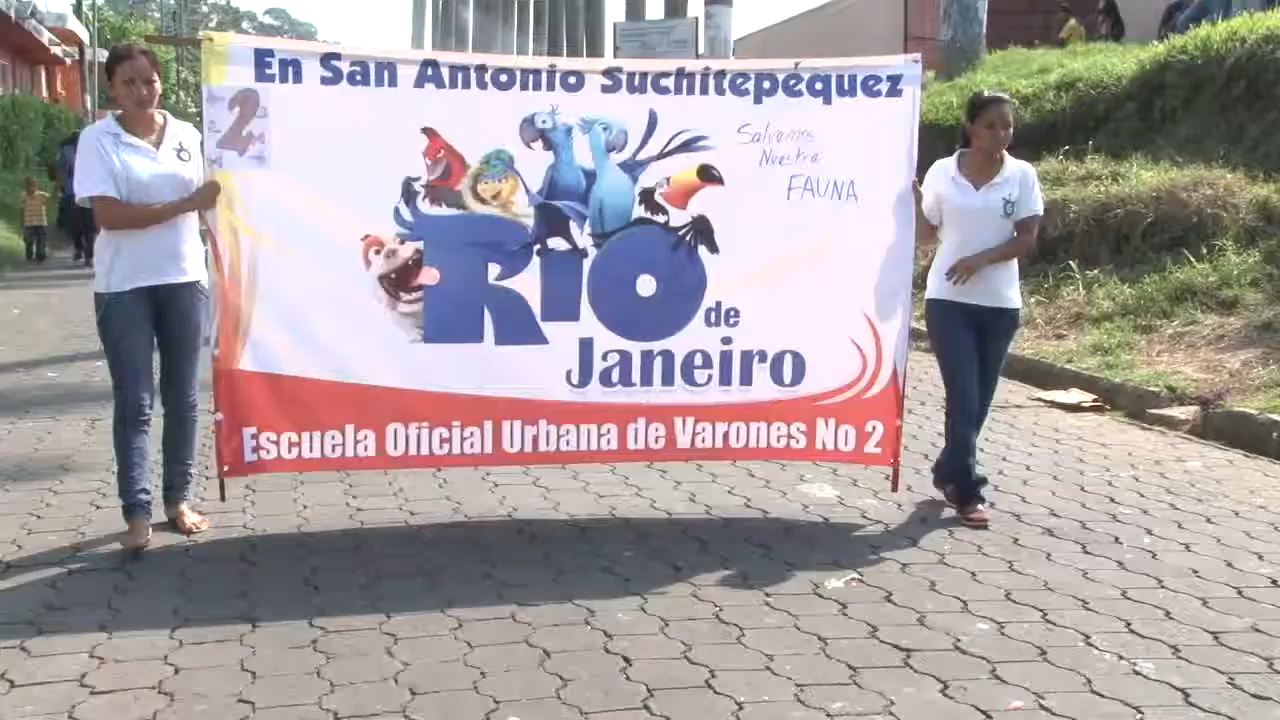 En San Antonio Suchitepéquez
2
Salvemos
Nuestra
FAUNA
RIO
de
Janeiro
Escuela Oficial Urbana de Varones No 2